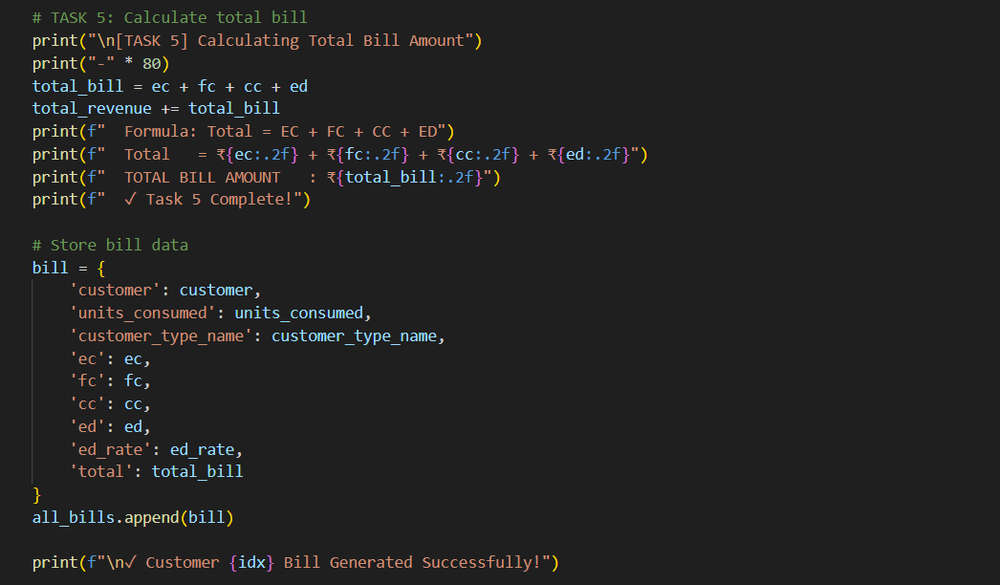 # TASK 5: Calculate total bill
print("\n[TASK 5] Calculating Total Bill Amount")
print("-" * 80)
total_bill = ec + fc + cc + ed
total_revenue += total_bill
print(f"  Formula: Total = EC + FC + CC + ED")
print(f"  Total   = ₹{ec:.2f} + ₹{fc:.2f} + ₹{cc:.2f} + ₹{ed:.2f}")
print(f"  TOTAL BILL AMOUNT   : ₹{total_bill:.2f}")
print(f"  ✓ Task 5 Complete!")

# Store bill data
bill = {
    'customer': customer,
    'units_consumed': units_consumed,
    'customer_type_name': customer_type_name,
    'ec': ec,
    'fc': fc,
    'cc': cc,
    'ed': ed,
    'ed_rate': ed_rate,
    'total': total_bill
}
all_bills.append(bill)

print(f"\n✓ Customer {idx} Bill Generated Successfully!")